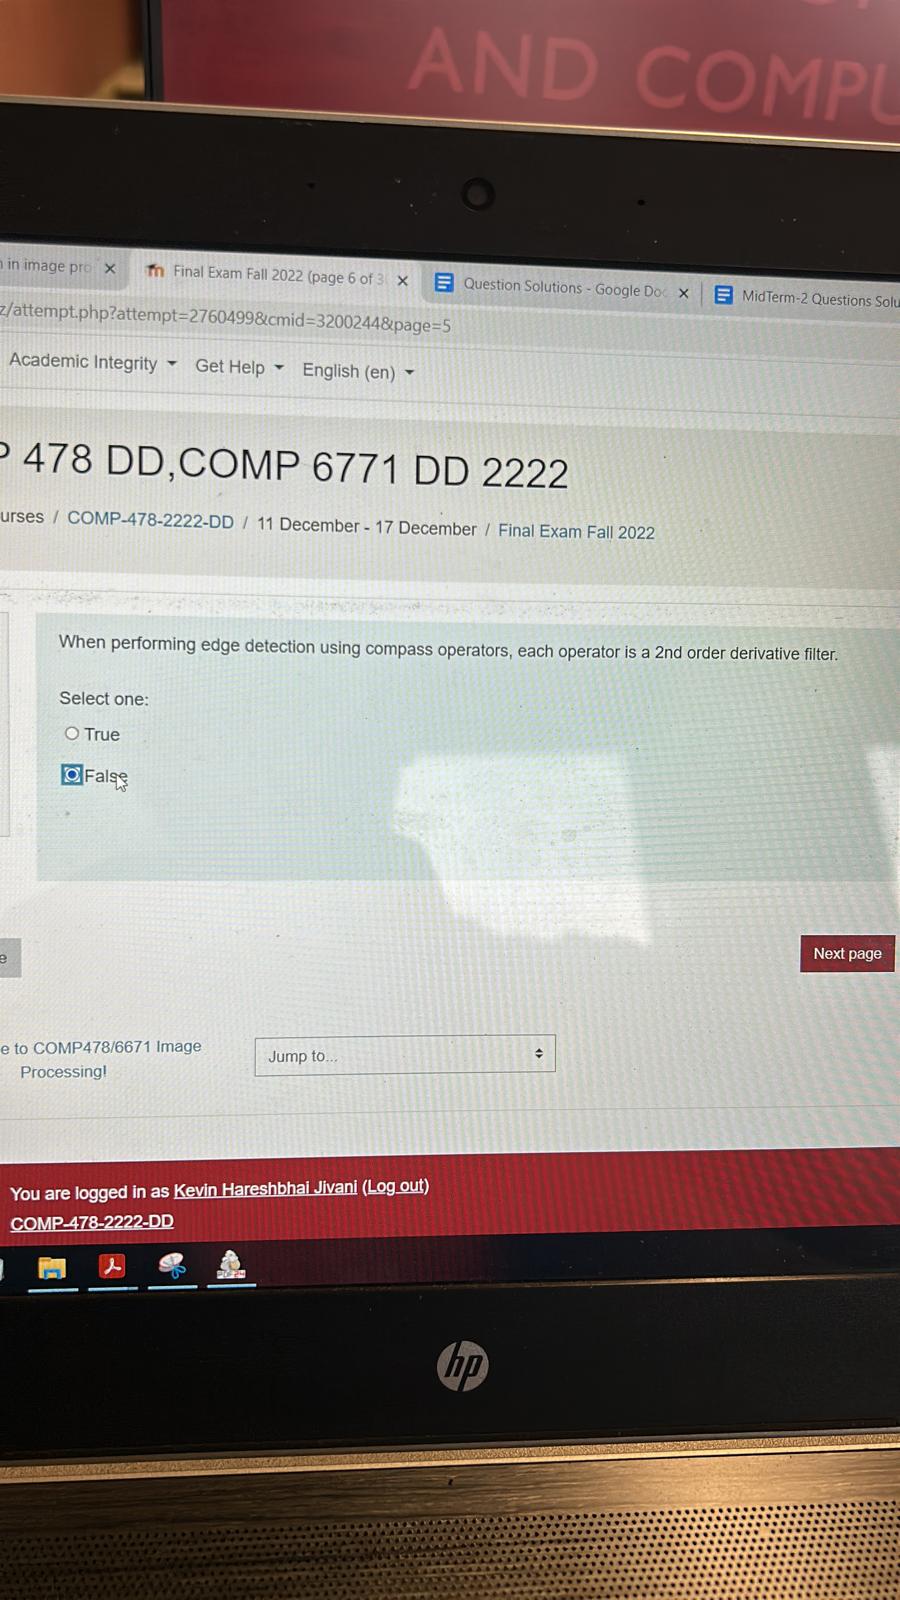 AND COMPU
in image pro
Final Exam Fall 2022 (page 6 of 3
Question Solutions - Google Doc
MidTerm-2 Questions Solu
z/attempt.php?attempt=2760499&cmid=3200244&page=5
Academic Integrity Get Help English (en)
P 478 DD,COMP 6771 DD 2222
urses / COMP-478-2222-DD / 11 December - 17 December / Final Exam Fall 2022
When performing edge detection using compass operators, each operator is a 2nd order derivative filter.
Select one:
True
False
e
Next page
e to COMP478/6671 Image
Processing!
Jump to...
You are logged in as Kevin Hareshbhai Jivani (Log out)
COMP-478-2222-DD
hp